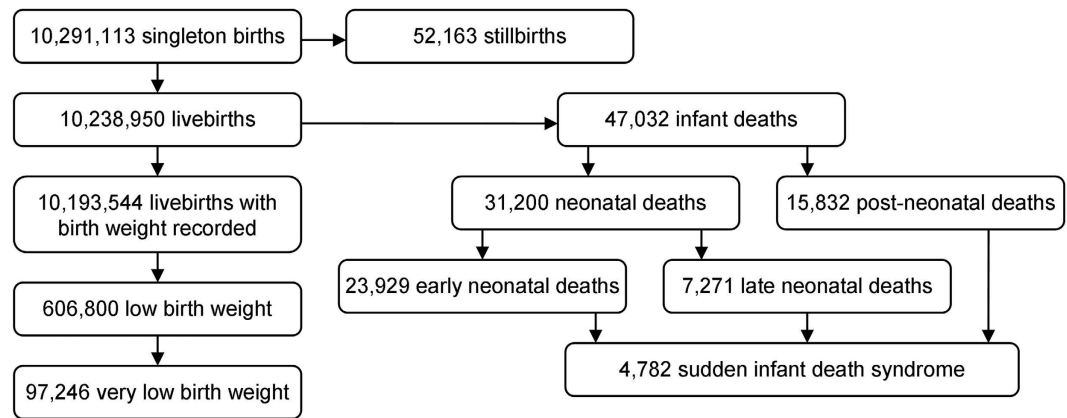 10,291,113 singleton births
52,163 stillbirths
10,238,950 livebirths
47,032 infant deaths
10,193,544 livebirths with
birth weight recorded
31,200 neonatal deaths
15,832 post-neonatal deaths
606,800 low birth weight
23,929 early neonatal deaths
7,271 late neonatal deaths
97,246 very low birth weight
4,782 sudden infant death syndrome